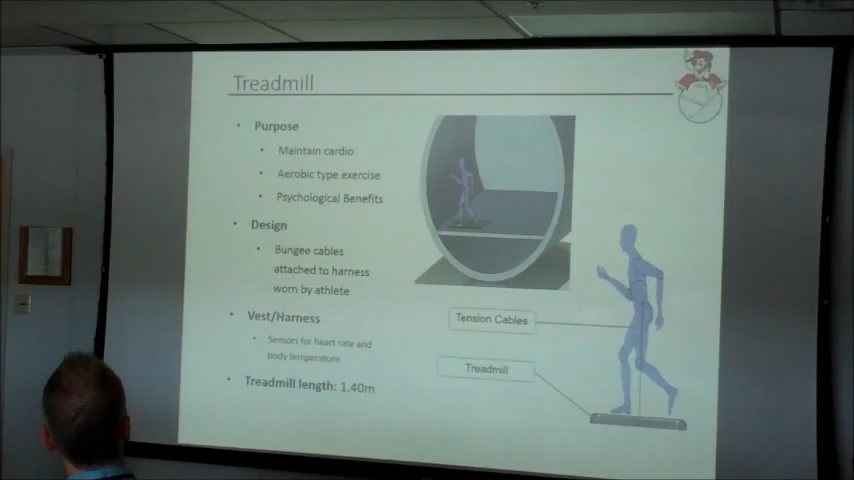 Treadmill
• Purpose
• Maintain cardio
• Aerobic type exercise
• Psychological Benefits
• Design
• Bungee cables
attached to harness
worn by athlete
• Vest/Harness
• Sensors for heart rate and
body temperature
• Treadmill length: 1.40m
Tension Cables
Treadmill